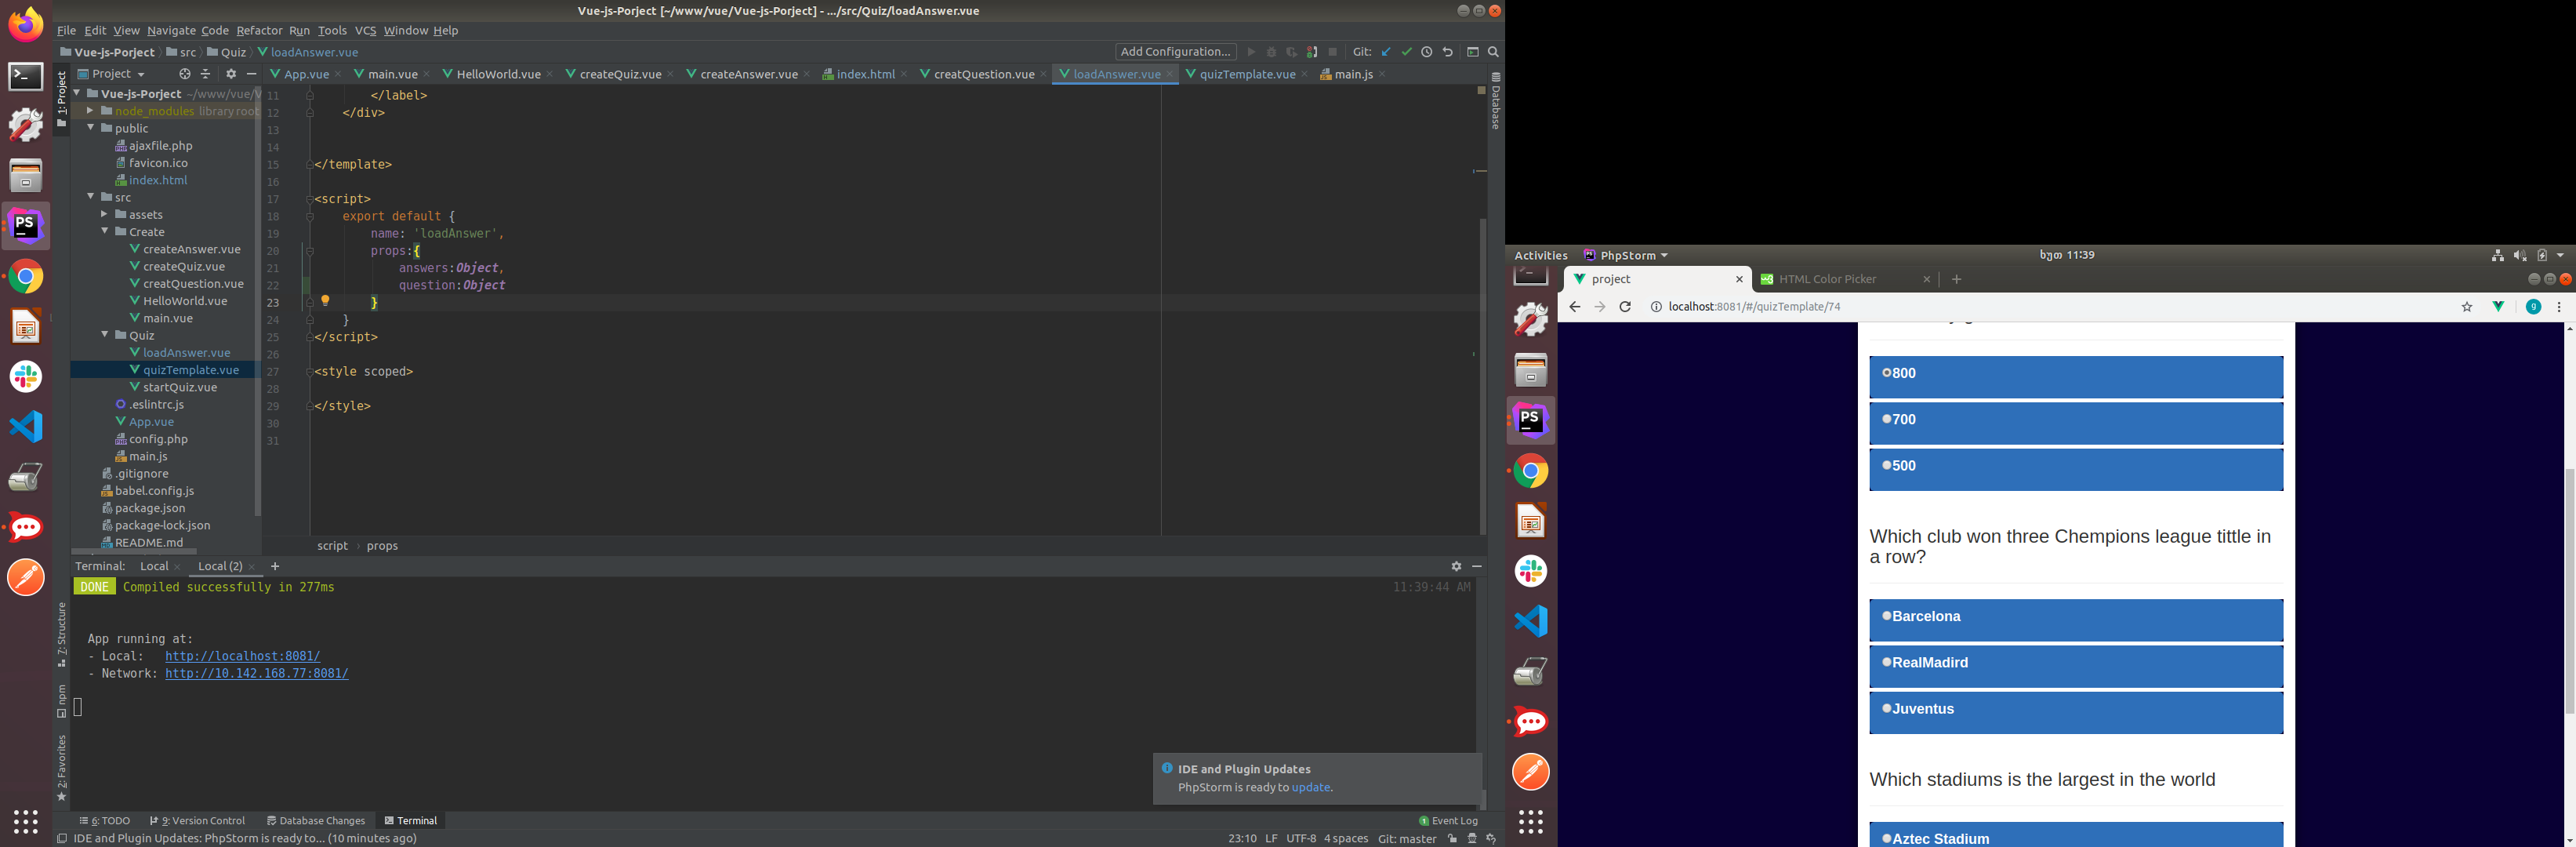 Vue-js-Porject [~/www/vue/Vue-js-Porject] - .../src/Quiz/loadAnswer.vue
File Edit View Navigate Code Refactor Run Tools VCS Window Help
Vue-js-Porject src Quiz loadAnswer.vue
Add Configuration... Git:
1: Project
Project
App.vue main.vue HelloWorld.vue createQuiz.vue createAnswer.vue index.html creatQuestion.vue loadAnswer.vue quizTemplate.vue main.js
Database
Vue-js-Porject ~/www/vue/V
node_modules library root
public
ajaxfile.php
favicon.ico
index.html
src
assets
Create
createAnswer.vue
createQuiz.vue
creatQuestion.vue
HelloWorld.vue
main.vue
Quiz
loadAnswer.vue
quizTemplate.vue
startQuiz.vue
.eslintrc.js
App.vue
config.php
main.js
.gitignore
babel.config.js
package.json
package-lock.json
README.md
11 </label>
12 </div>
13
14
15 </template>
16
17 <script>
18 export default {
19 name: 'loadAnswer',
20 props:{
21 answers:Object,
22 question:Object
23 }
24 }
25 </script>
26
27 <style scoped>
28
29 </style>
30
31
script › props
Terminal: Local Local (2) +
DONE Compiled successfully in 277ms 11:39:44 AM
App running at:
- Local: http://localhost:8081/
- Network: http://10.142.168.77:8081/
7: Structure
npm
2: Favorites
IDE and Plugin Updates
PhpStorm is ready to update.
6: TODO 9: Version Control Database Changes Terminal
1 Event Log
IDE and Plugin Updates: PhpStorm is ready to... (10 minutes ago)
23:10 LF UTF-8 4 spaces Git: master
PS
Activities PhpStorm ხუთ 11:39
project HTML Color Picker
localhost:8081/#/quizTemplate/74
g
PS
800
700
500
Which club won three Chempions league tittle in
a row?
Barcelona
RealMadird
Juventus
Which stadiums is the largest in the world
Aztec Stadium